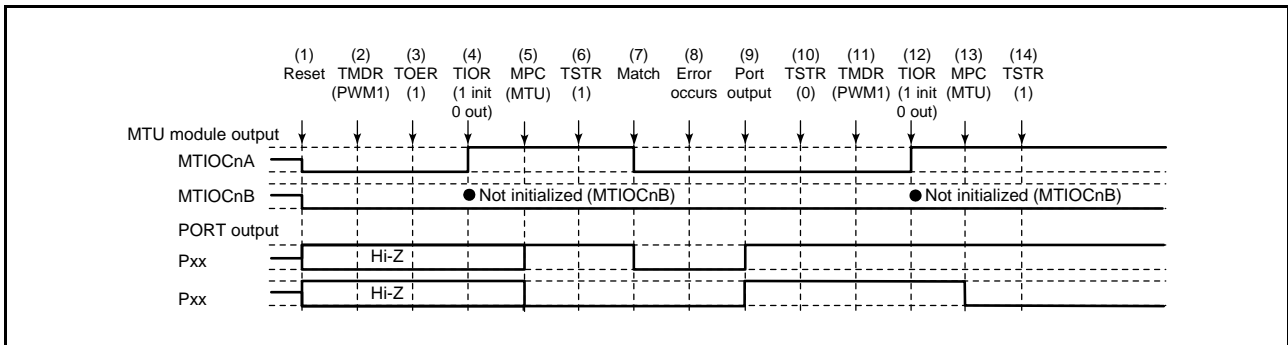 (1) (2) (3) (4) (5) (6) (7) (8) (9) (10) (11) (12) (13) (14)
Reset TMDR TOER TIOR MPC TSTR Match Error Port TSTR TMDR TIOR MPC TSTR
(PWM1) (1) (1 init (MTU) (1) occurs output (0) (PWM1) (1 init (MTU) (1)
0 out) 0 out)
MTU module output
MTIOCnA
MTIOCnB ● Not initialized (MTIOCnB) ● Not initialized (MTIOCnB)
PORT output
Pxx Hi-Z
Pxx Hi-Z